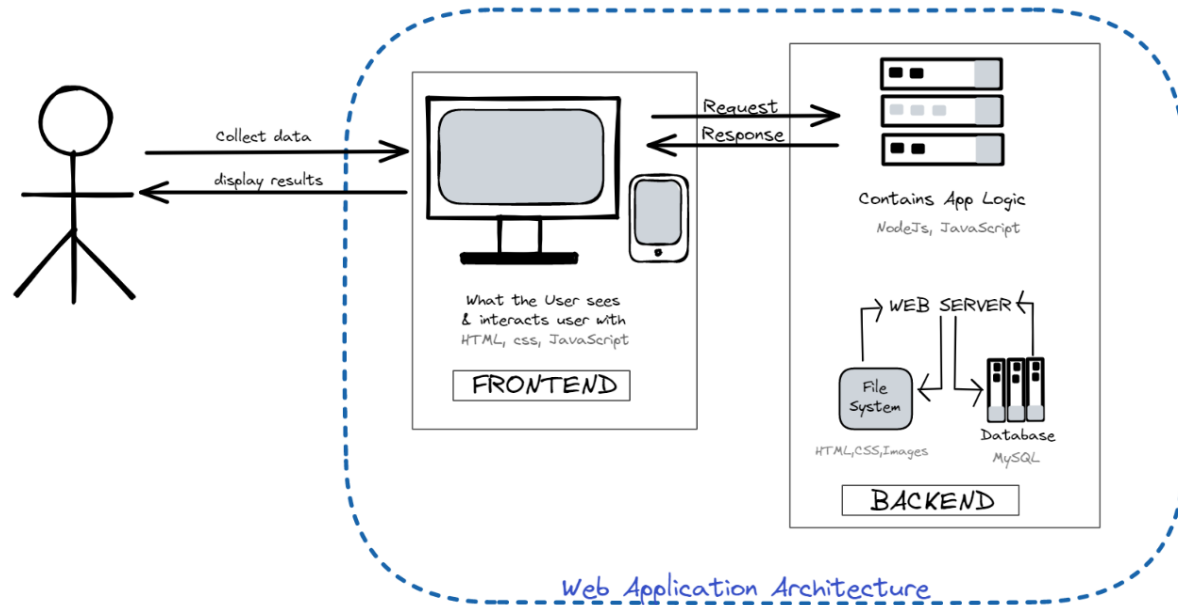 Collect data
display results
What the User sees
& interacts user with
HTML, css, JavaScript
FRONTEND
Request
Response
Contains App Logic
NodeJs, JavaScript
WEB SERVER
File
System
HTML,CSS,Images
Database
MySQL
BACKEND
Web Application Architecture